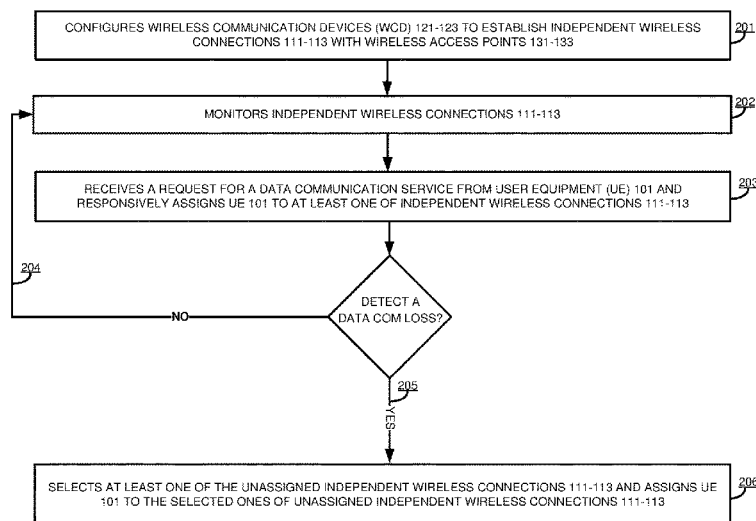 CONFIGURES WIRELESS COMMUNICATION DEVICES (WCD) 121-123 TO ESTABLISH INDEPENDENT WIRELESS
CONNECTIONS 111-113 WITH WIRELESS ACCESS POINTS 131-133
201
MONITORS INDEPENDENT WIRELESS CONNECTIONS 111-113
202
RECEIVES A REQUEST FOR A DATA COMMUNICATION SERVICE FROM USER EQUIPMENT (UE) 101 AND
RESPONSIVELY ASSIGNS UE 101 TO AT LEAST ONE OF INDEPENDENT WIRELESS CONNECTIONS 111-113
203
204
DETECT A
DATA COM LOSS?
NO
205
YES
SELECTS AT LEAST ONE OF THE UNASSIGNED INDEPENDENT WIRELESS CONNECTIONS 111-113 AND ASSIGNS UE
101 TO THE SELECTED ONES OF UNASSIGNED INDEPENDENT WIRELESS CONNECTIONS 111-113
206